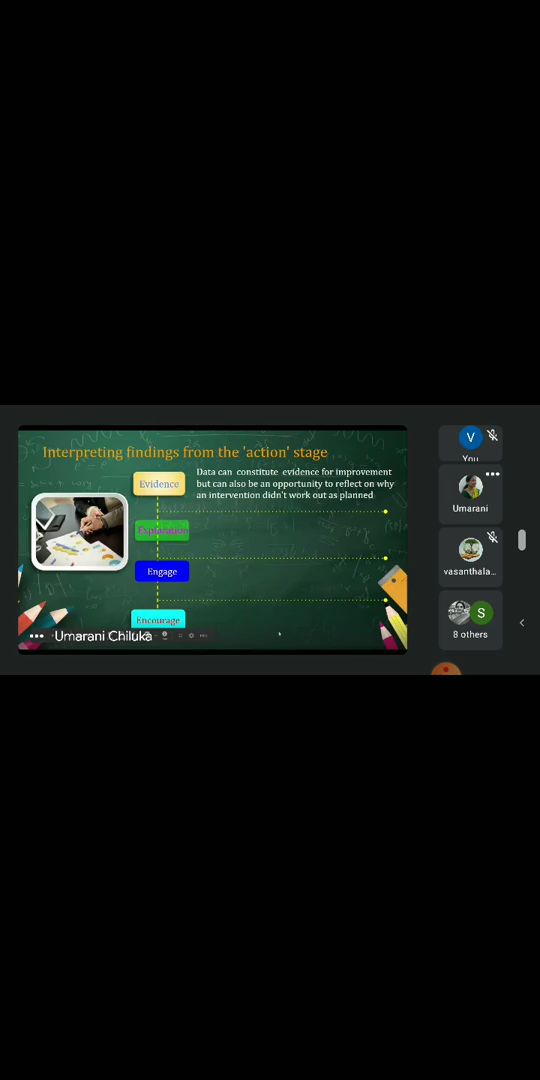 Interpreting findings from the 'action' stage
Evidence
Data can constitute evidence for improvement
but can also be an opportunity to reflect on why
an intervention didn't work out as planned
Engage
Encourage
Umarani Chiluka
V
You
Umarani
vasanthala...
S
8 others